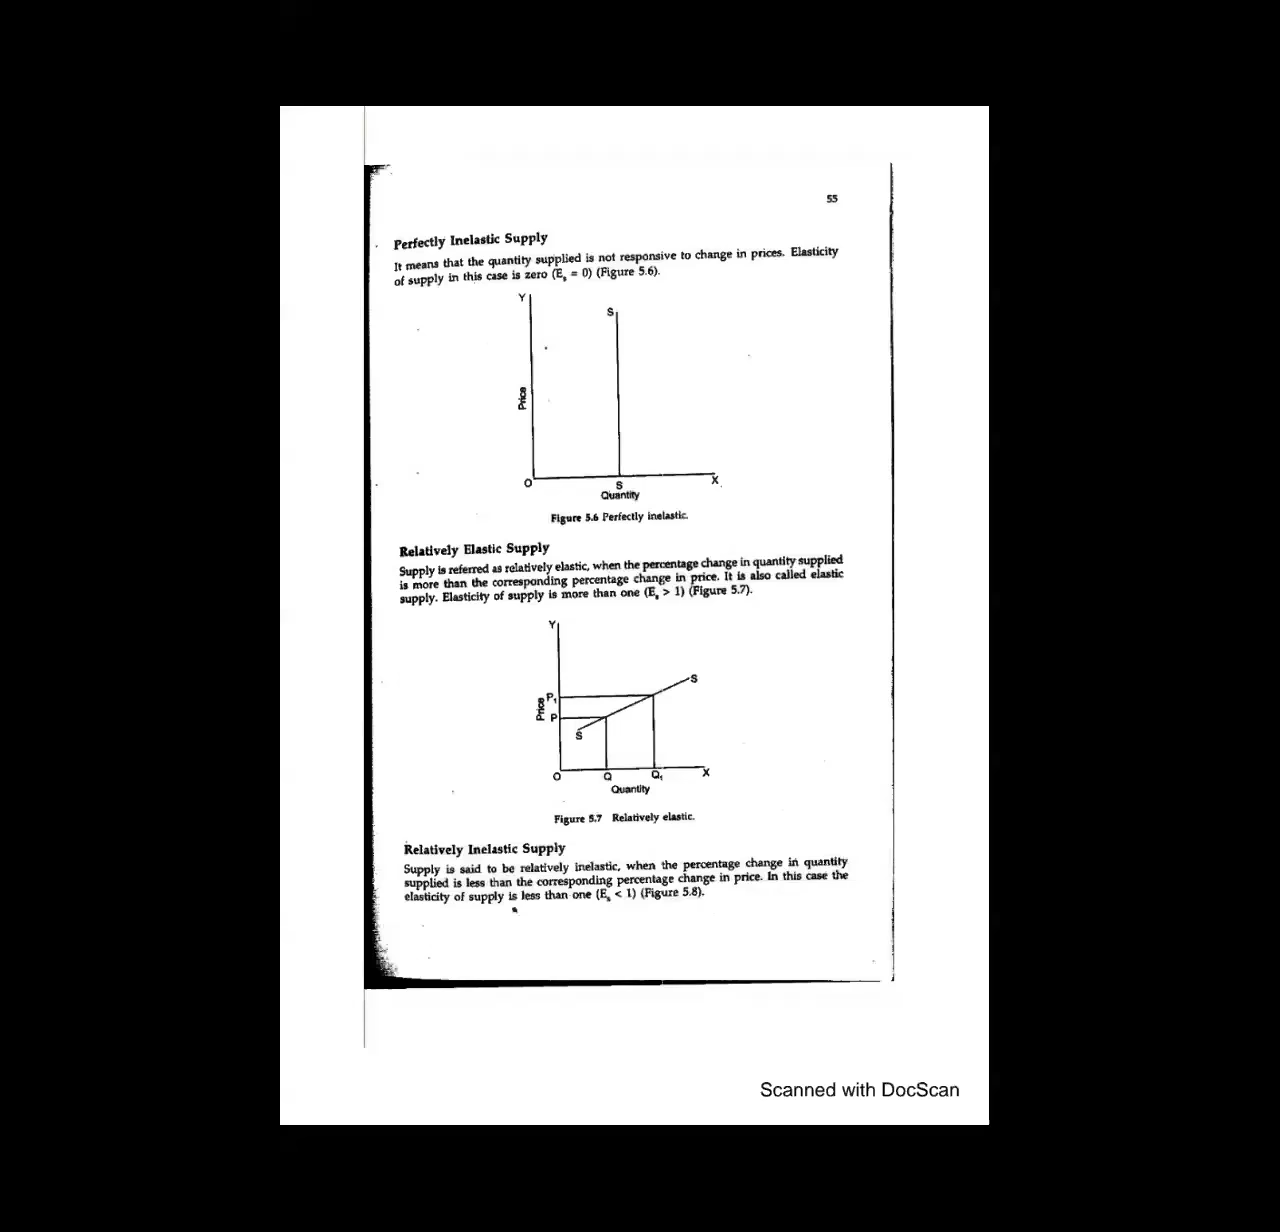 55
Perfectly Inelastic Supply
It means that the quantity supplied is not responsive to change in prices. Elasticity
of supply in this case is zero (Es = 0) (Figure 5.6).
Y
S
Price
O
S
X
Quantity
Figure 5.6 Perfectly inelastic.
Relatively Elastic Supply
Supply is referred as relatively elastic, when the percentage change in quantity supplied
is more than the corresponding percentage change in price. It is also called elastic
supply. Elasticity of supply is more than one (Es > 1) (Figure 5.7).
Y
S
P1
Price
P
S
O
Q
Q1
X
Quantity
Figure 5.7 Relatively elastic.
Relatively Inelastic Supply
Supply is said to be relatively inelastic, when the percentage change in quantity
supplied is less than the corresponding percentage change in price. In this case the
elasticity of supply is less than one (Es < 1) (Figure 5.8).
Scanned with DocScan